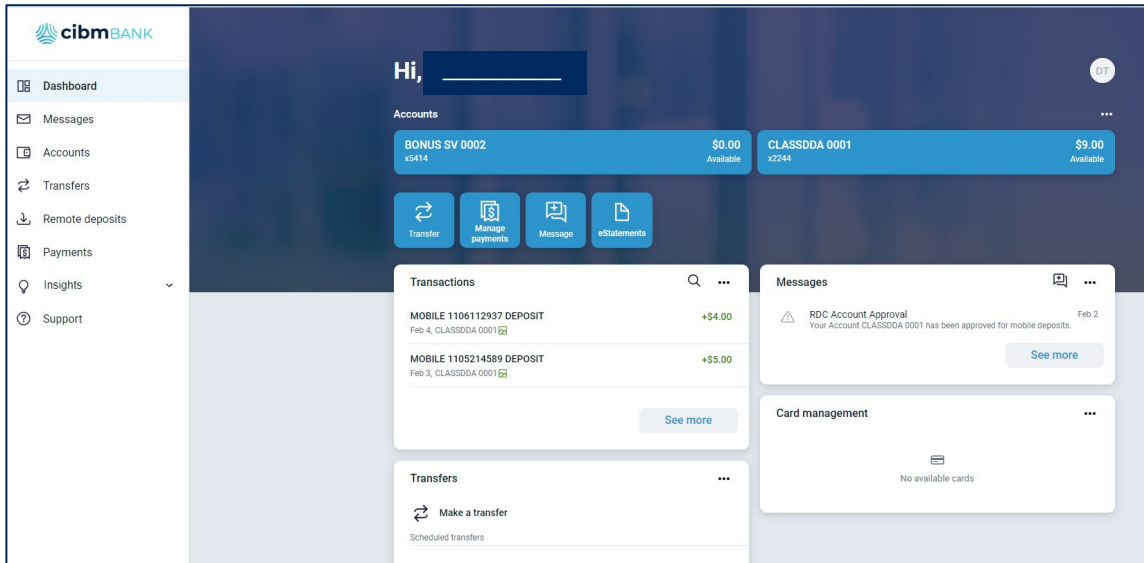 cibmBANK
Dashboard
Messages
Accounts
Transfers
Remote deposits
Payments
Insights
Support
Hi,
DT
Accounts
BONUS SV 0002 $0.00
x5414 Available
CLASSDDA 0001 $9.00
x2244 Available
Transfer
Manage
payments
Message
eStatements
Transactions
MOBILE 1106112937 DEPOSIT +$4.00
Feb 4, CLASSDDA 0001
MOBILE 1105214589 DEPOSIT +$5.00
Feb 3, CLASSDDA 0001
See more
Transfers
Make a transfer
Scheduled transfers
Messages
RDC Account Approval Feb 2
Your Account CLASSDDA 0001 has been approved for mobile deposits.
See more
Card management
No available cards